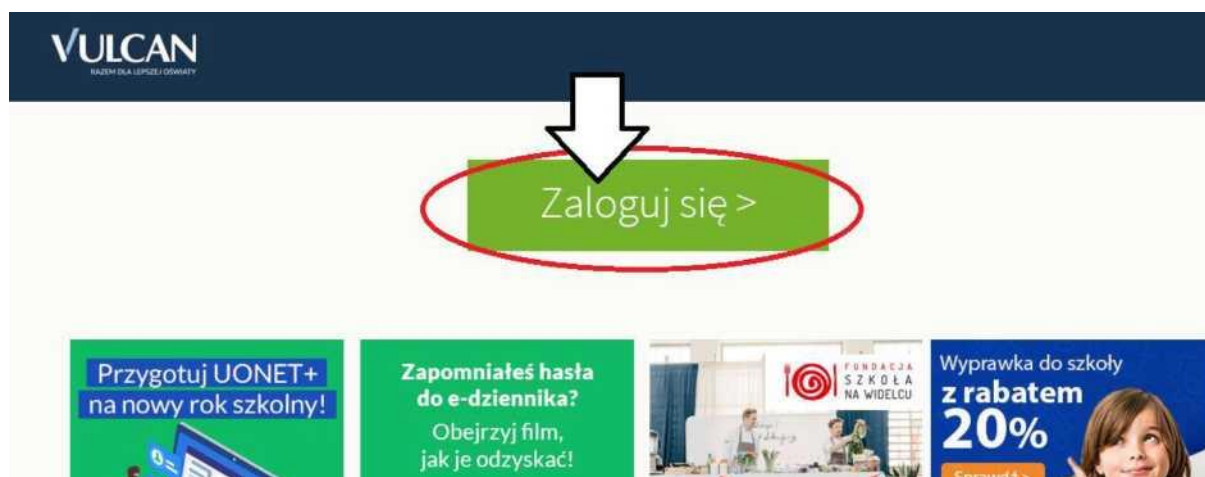 VULCAN
RAZEM DLA LEPSZEJ OŚWIATY
Zaloguj się >
Przygotuj UONET+
na nowy rok szkolny!
Zapomniałeś hasła
do e-dziennika?
Obejrzyj film,
jak je odzyskać!
FUNDACJA
SZKOŁA
NA WIDELCU
Wyprawka do szkoły
z rabatem
20%
Sprawdź >